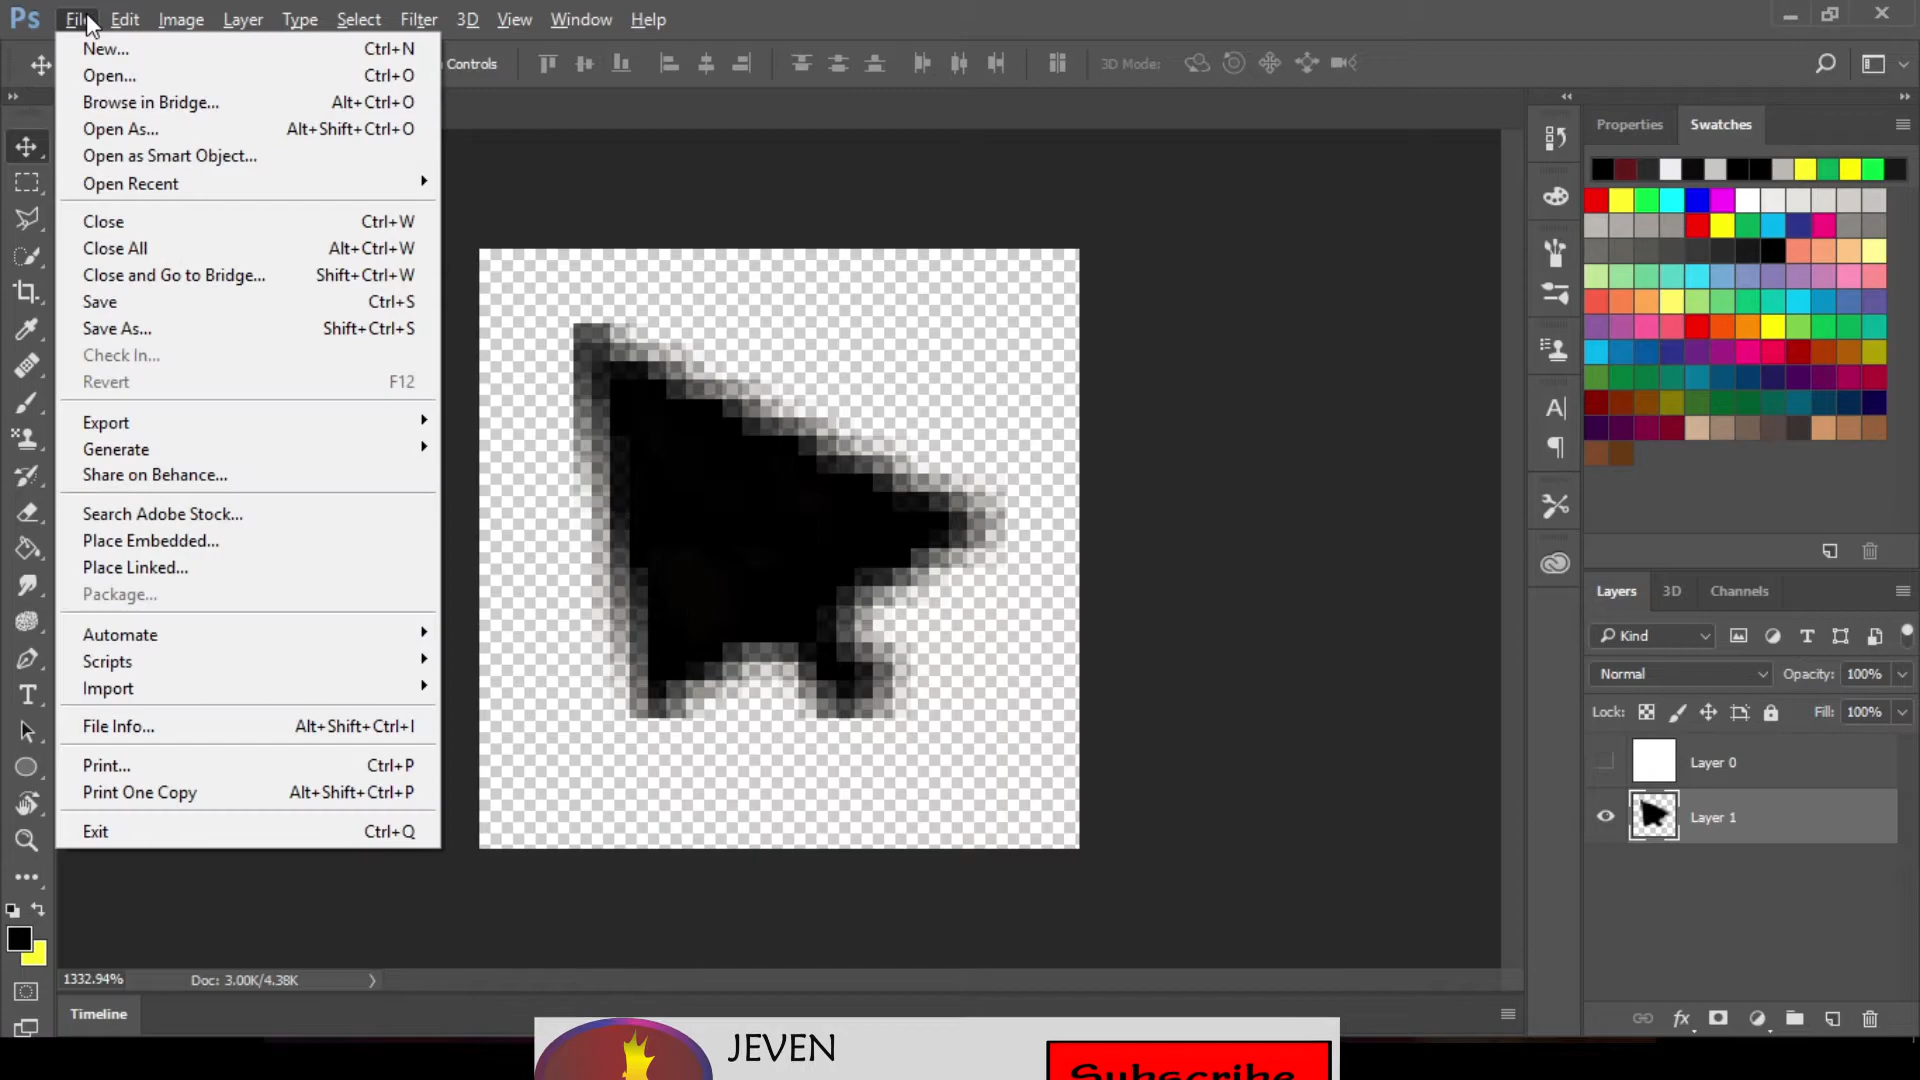 Ps File Edit Image Layer Type Select Filter 3D View Window Help
Controls 3D Mode:
New... Ctrl+N
Open... Ctrl+O
Browse in Bridge... Alt+Ctrl+O
Open As... Alt+Shift+Ctrl+O
Open as Smart Object...
Open Recent
Close Ctrl+W
Close All Alt+Ctrl+W
Close and Go to Bridge... Shift+Ctrl+W
Save Ctrl+S
Save As... Shift+Ctrl+S
Check In...
Revert F12
Export
Generate
Share on Behance...
Search Adobe Stock...
Place Embedded...
Place Linked...
Package...
Automate
Scripts
Import
File Info... Alt+Shift+Ctrl+I
Print... Ctrl+P
Print One Copy Alt+Shift+Ctrl+P
Exit Ctrl+Q
Properties Swatches
Layers 3D Channels
Kind
Normal Opacity: 100%
Lock: Fill: 100%
Layer 0
Layer 1
1332.94% Doc: 3.00K/4.38K
Timeline
JEVEN
Subscribe